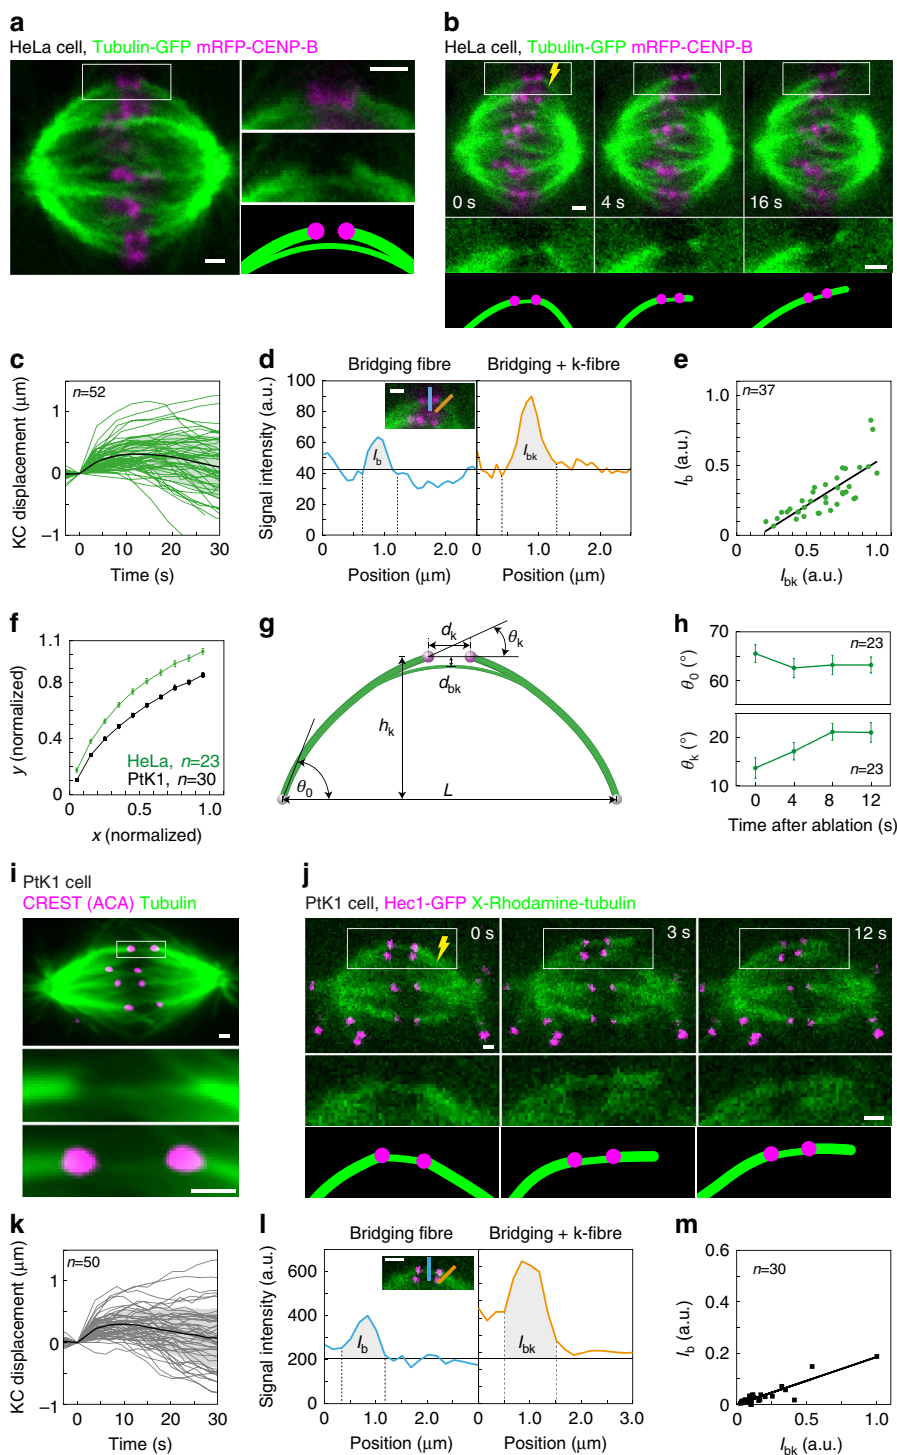 a
HeLa cell, Tubulin-GFP mRFP-CENP-B
b
HeLa cell, Tubulin-GFP mRFP-CENP-B
0 s
4 s
16 s
c
n=52
KC displacement (μm)
1
0
–1
0 10 20 30
Time (s)
d
Bridging fibre
Bridging + k-fibre
Signal intensity (a.u.)
100
80
60
40
20
0
Ib
Ibk
0 1.0 2.0
0 1.0 2.0
Position (μm)
Position (μm)
e
n=37
Ib (a.u.)
1.0
0.5
0
0 0.5 1.0
Ibk (a.u.)
f
y (normalized)
1.1
0.8
0.4
0
HeLa, n=23
PtK1, n=30
0 0.5 1.0
x (normalized)
g
dk
θk
dbk
hk
θ0
L
h
θ0 (°)
70
60
n=23
θk (°)
20
10
n=23
0 4 8 12
Time after ablation (s)
i
PtK1 cell
CREST (ACA) Tubulin
j
PtK1 cell, Hec1-GFP X-Rhodamine-tubulin
0 s
3 s
12 s
k
n=50
KC displacement (μm)
1
0
–1
0 10 20 30
Time (s)
l
Bridging fibre
Bridging + k-fibre
Signal intensity (a.u.)
600
400
200
0
Ib
Ibk
0 1.0 2.0
0 1.0 2.0 3.0
Position (μm)
Position (μm)
m
n=30
Ib (a.u.)
0.6
0.4
0.2
0
0 0.5 1.0
Ibk (a.u.)